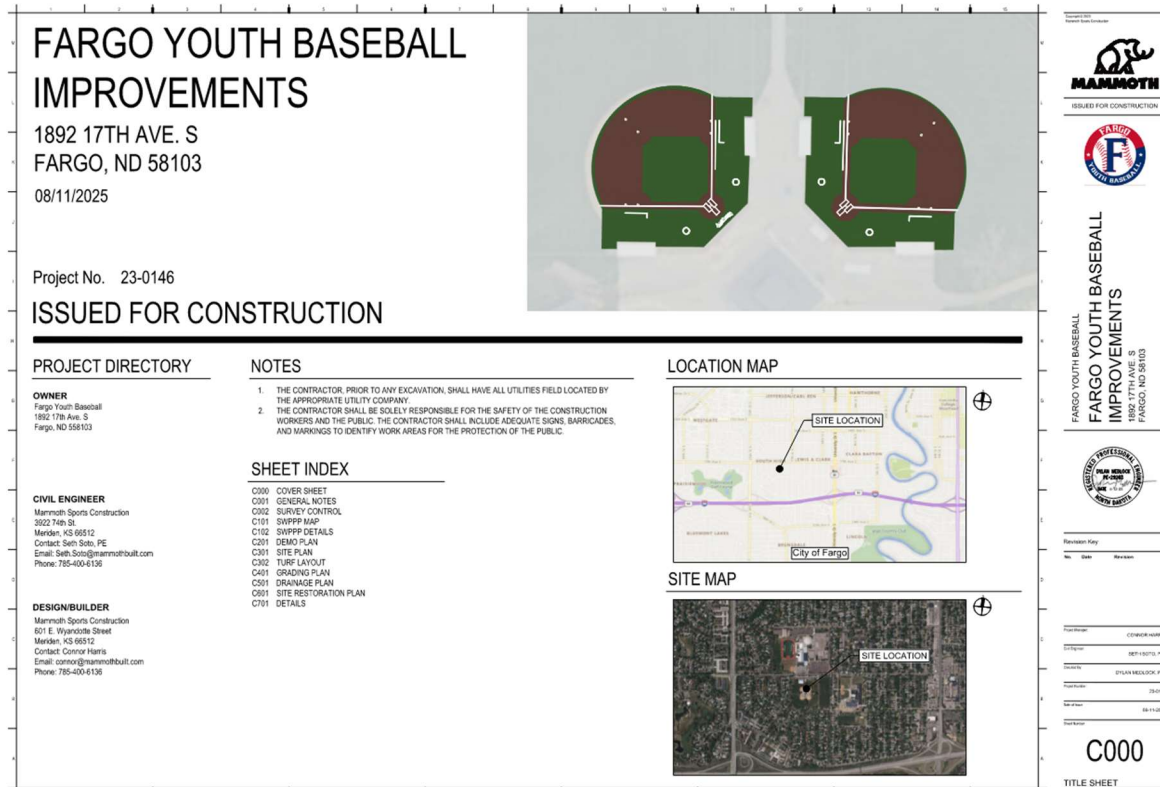 FARGO YOUTH BASEBALL
IMPROVEMENTS
1892 17TH AVE. S
FARGO, ND 58103
08/11/2025
Project No. 23-0146
ISSUED FOR CONSTRUCTION
PROJECT DIRECTORY
OWNER
Fargo Youth Baseball
1892 17th Ave. S
Fargo, ND 558103
CIVIL ENGINEER
Mammoth Sports Construction
3922 74th St.
Meriden, KS 66512
Contact: Seth Soto, PE
Email: Seth.Soto@mammothbuilt.com
Phone: 785-400-6136
DESIGN/BUILDER
Mammoth Sports Construction
601 E. Wyandotte Street
Meriden, KS 66512
Contact: Connor Harris
Email: connor@mammothbuilt.com
Phone: 785-400-6136
NOTES
1. THE CONTRACTOR, PRIOR TO ANY EXCAVATION, SHALL HAVE ALL UTILITIES FIELD LOCATED BY
THE APPROPRIATE UTILITY COMPANY.
2. THE CONTRACTOR SHALL BE SOLELY RESPONSIBLE FOR THE SAFETY OF THE CONSTRUCTION
WORKERS AND THE PUBLIC. THE CONTRACTOR SHALL INCLUDE ADEQUATE SIGNS, BARRICADES,
AND MARKINGS TO IDENTIFY WORK AREAS FOR THE PROTECTION OF THE PUBLIC.
SHEET INDEX
C000 COVER SHEET
C001 GENERAL NOTES
C002 SURVEY CONTROL
C101 SWPPP MAP
C102 SWPPP DETAILS
C201 DEMO PLAN
C301 SITE PLAN
C302 TURF LAYOUT
C401 GRADING PLAN
C501 DRAINAGE PLAN
C601 SITE RESTORATION PLAN
C701 DETAILS
LOCATION MAP
SITE LOCATION
City of Fargo
SITE MAP
SITE LOCATION
MAMMOTH
ISSUED FOR CONSTRUCTION
FARGO
F
YOUTH BASEBALL
FARGO YOUTH BASEBALL
FARGO YOUTH BASEBALL
IMPROVEMENTS
1892 17TH AVE. S
FARGO, ND 58103
REGISTERED PROFESSIONAL ENGINEER
DYLAN MEDLOCK
NORTH DAKOTA
Revision Key
No. Date Revision
C000
TITLE SHEET